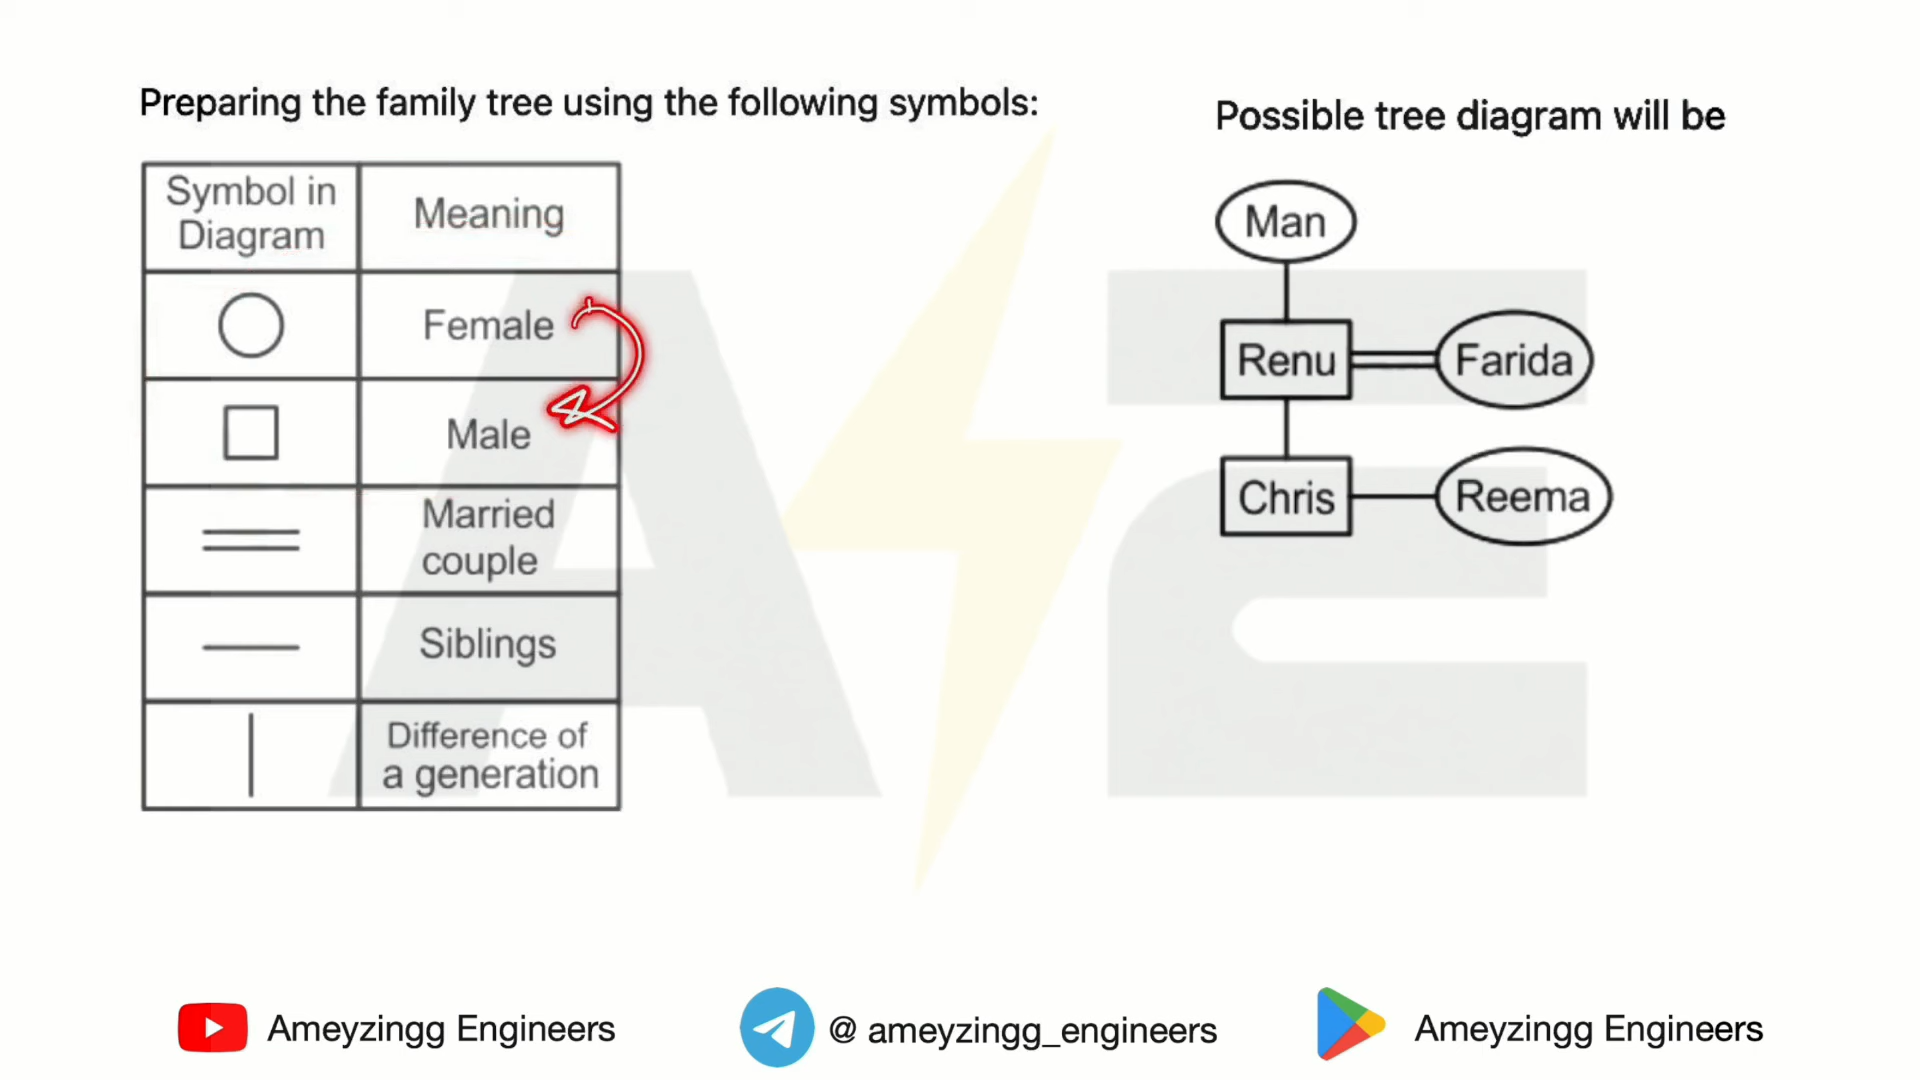 Preparing the family tree using the following symbols:
Symbol in
Diagram
Meaning
Female
Male
Married
couple
Siblings
Difference of
a generation
Possible tree diagram will be
Man
Renu
Farida
Chris
Reema
Ameyzingg Engineers
@ ameyzingg_engineers
Ameyzingg Engineers